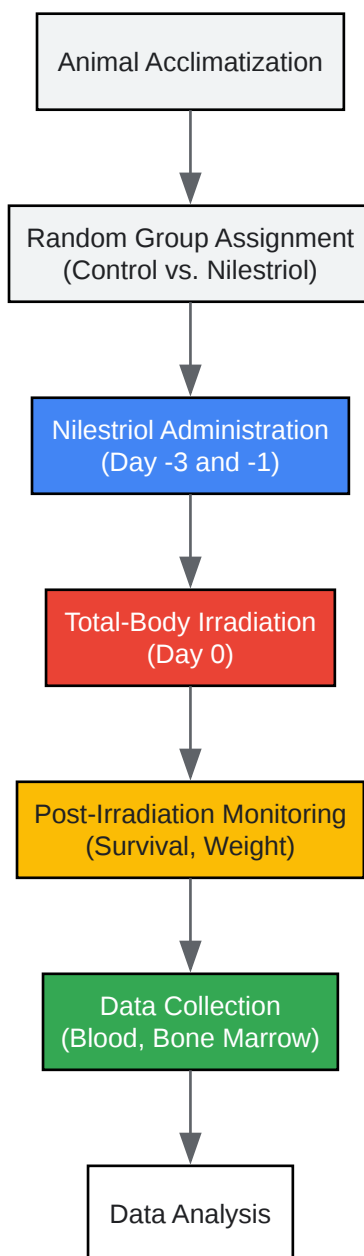 Animal Acclimatization
Random Group Assignment
(Control vs. Nilestriol)
Nilestriol Administration
(Day -3 and -1)
Total-Body Irradiation
(Day 0)
Post-Irradiation Monitoring
(Survival, Weight)
Data Collection
(Blood, Bone Marrow)
Data Analysis